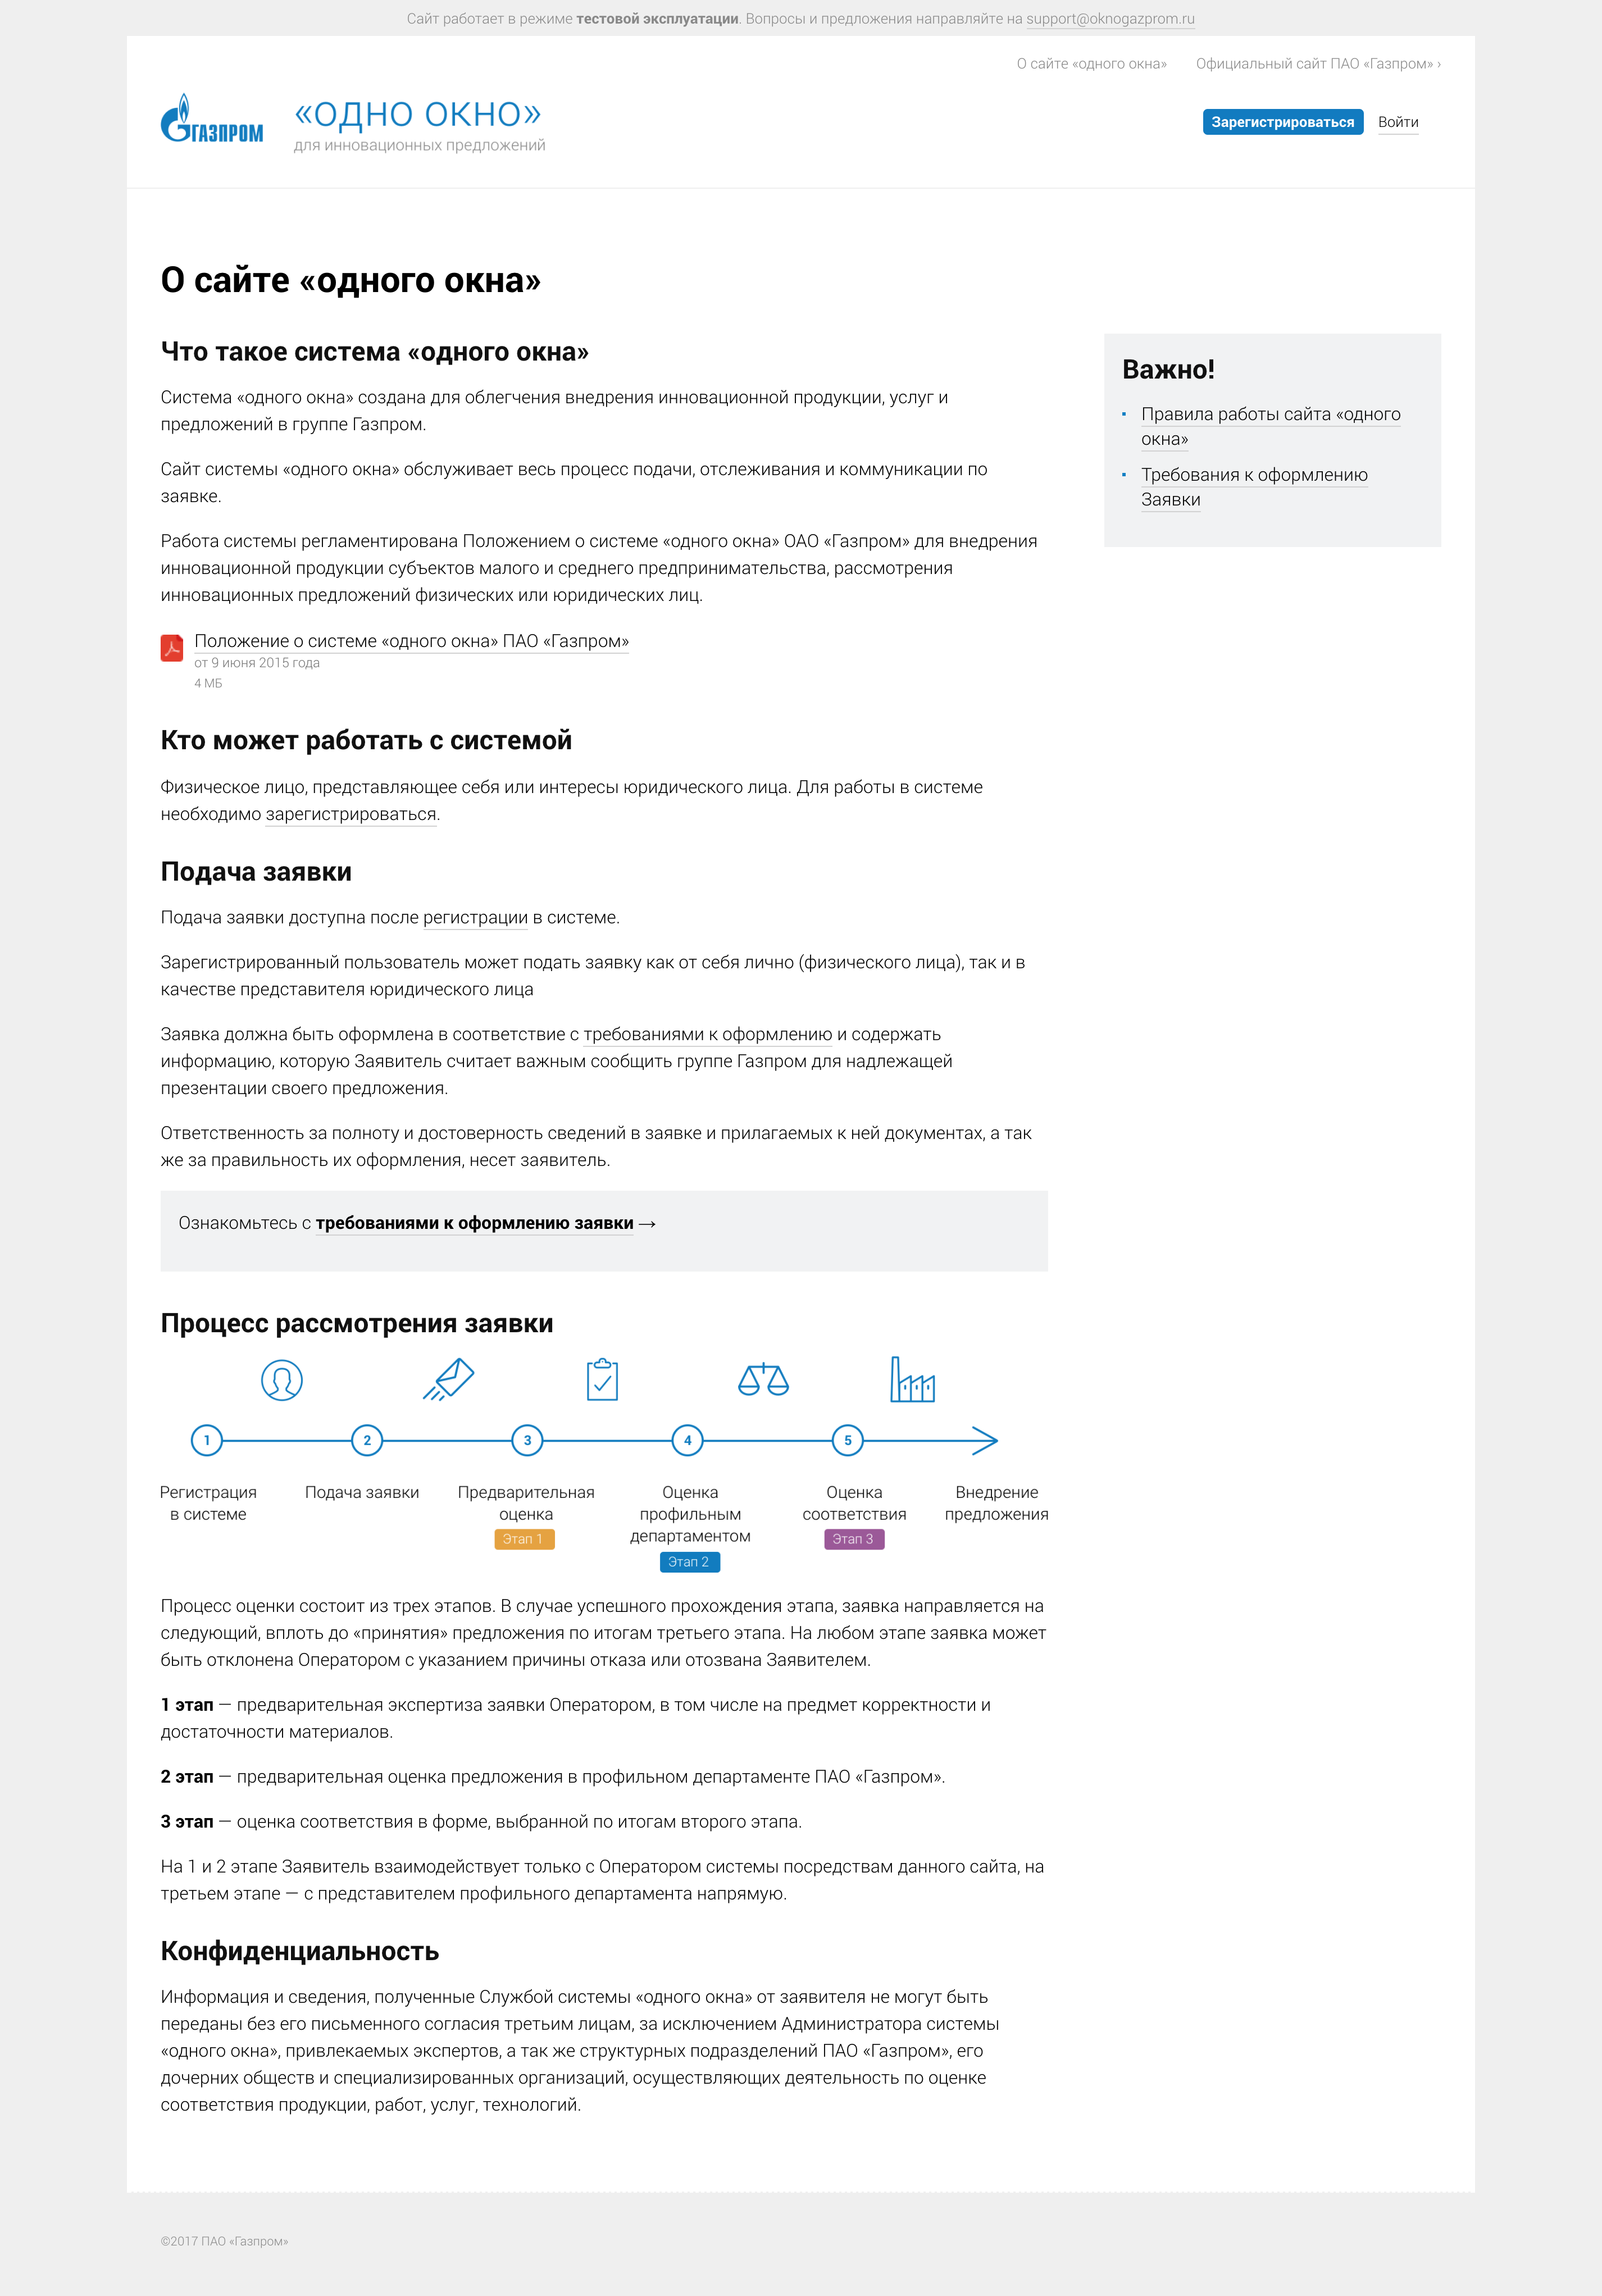 Сайт работает в режиме тестовой эксплуатации. Вопросы и предложения направляйте на support@oknogazprom.ru
О сайте «одного окна»
Официальный сайт ПАО «Газпром» ›
ГАЗПРОМ
«ОДНО ОКНО»
для инновационных предложений
Зарегистрироваться
Войти
О сайте «одного окна»
Что такое система «одного окна»
Система «одного окна» создана для облегчения внедрения инновационной продукции, услуг и
предложений в группе Газпром.
Сайт системы «одного окна» обслуживает весь процесс подачи, отслеживания и коммуникации по
заявке.
Работа системы регламентирована Положением о системе «одного окна» ОАО «Газпром» для внедрения
инновационной продукции субъектов малого и среднего предпринимательства, рассмотрения
инновационных предложений физических или юридических лиц.
Положение о системе «одного окна» ПАО «Газпром»
от 9 июня 2015 года
4 МБ
Важно!
Правила работы сайта «одного
окна»
Требования к оформлению
Заявки
Кто может работать с системой
Физическое лицо, представляющее себя или интересы юридического лица. Для работы в системе
необходимо зарегистрироваться.
Подача заявки
Подача заявки доступна после регистрации в системе.
Зарегистрированный пользователь может подать заявку как от себя лично (физического лица), так и в
качестве представителя юридического лица
Заявка должна быть оформлена в соответствие с требованиями к оформлению и содержать
информацию, которую Заявитель считает важным сообщить группе Газпром для надлежащей
презентации своего предложения.
Ответственность за полноту и достоверность сведений в заявке и прилагаемых к ней документах, а так
же за правильность их оформления, несет заявитель.
Ознакомьтесь с требованиями к оформлению заявки →
Процесс рассмотрения заявки
1
2
3
4
5
Регистрация
в системе
Подача заявки
Предварительная
оценка
Этап 1
Оценка
профильным
департаментом
Этап 2
Оценка
соответствия
Этап 3
Внедрение
предложения
Процесс оценки состоит из трех этапов. В случае успешного прохождения этапа, заявка направляется на
следующий, вплоть до «принятия» предложения по итогам третьего этапа. На любом этапе заявка может
быть отклонена Оператором с указанием причины отказа или отозвана Заявителем.
1 этап — предварительная экспертиза заявки Оператором, в том числе на предмет корректности и
достаточности материалов.
2 этап — предварительная оценка предложения в профильном департаменте ПАО «Газпром».
3 этап — оценка соответствия в форме, выбранной по итогам второго этапа.
На 1 и 2 этапе Заявитель взаимодействует только с Оператором системы посредствам данного сайта, на
третьем этапе — с представителем профильного департамента напрямую.
Конфиденциальность
Информация и сведения, полученные Службой системы «одного окна» от заявителя не могут быть
переданы без его письменного согласия третьим лицам, за исключением Администратора системы
«одного окна», привлекаемых экспертов, а так же структурных подразделений ПАО «Газпром», его
дочерних обществ и специализированных организаций, осуществляющих деятельность по оценке
соответствия продукции, работ, услуг, технологий.
©2017 ПАО «Газпром»